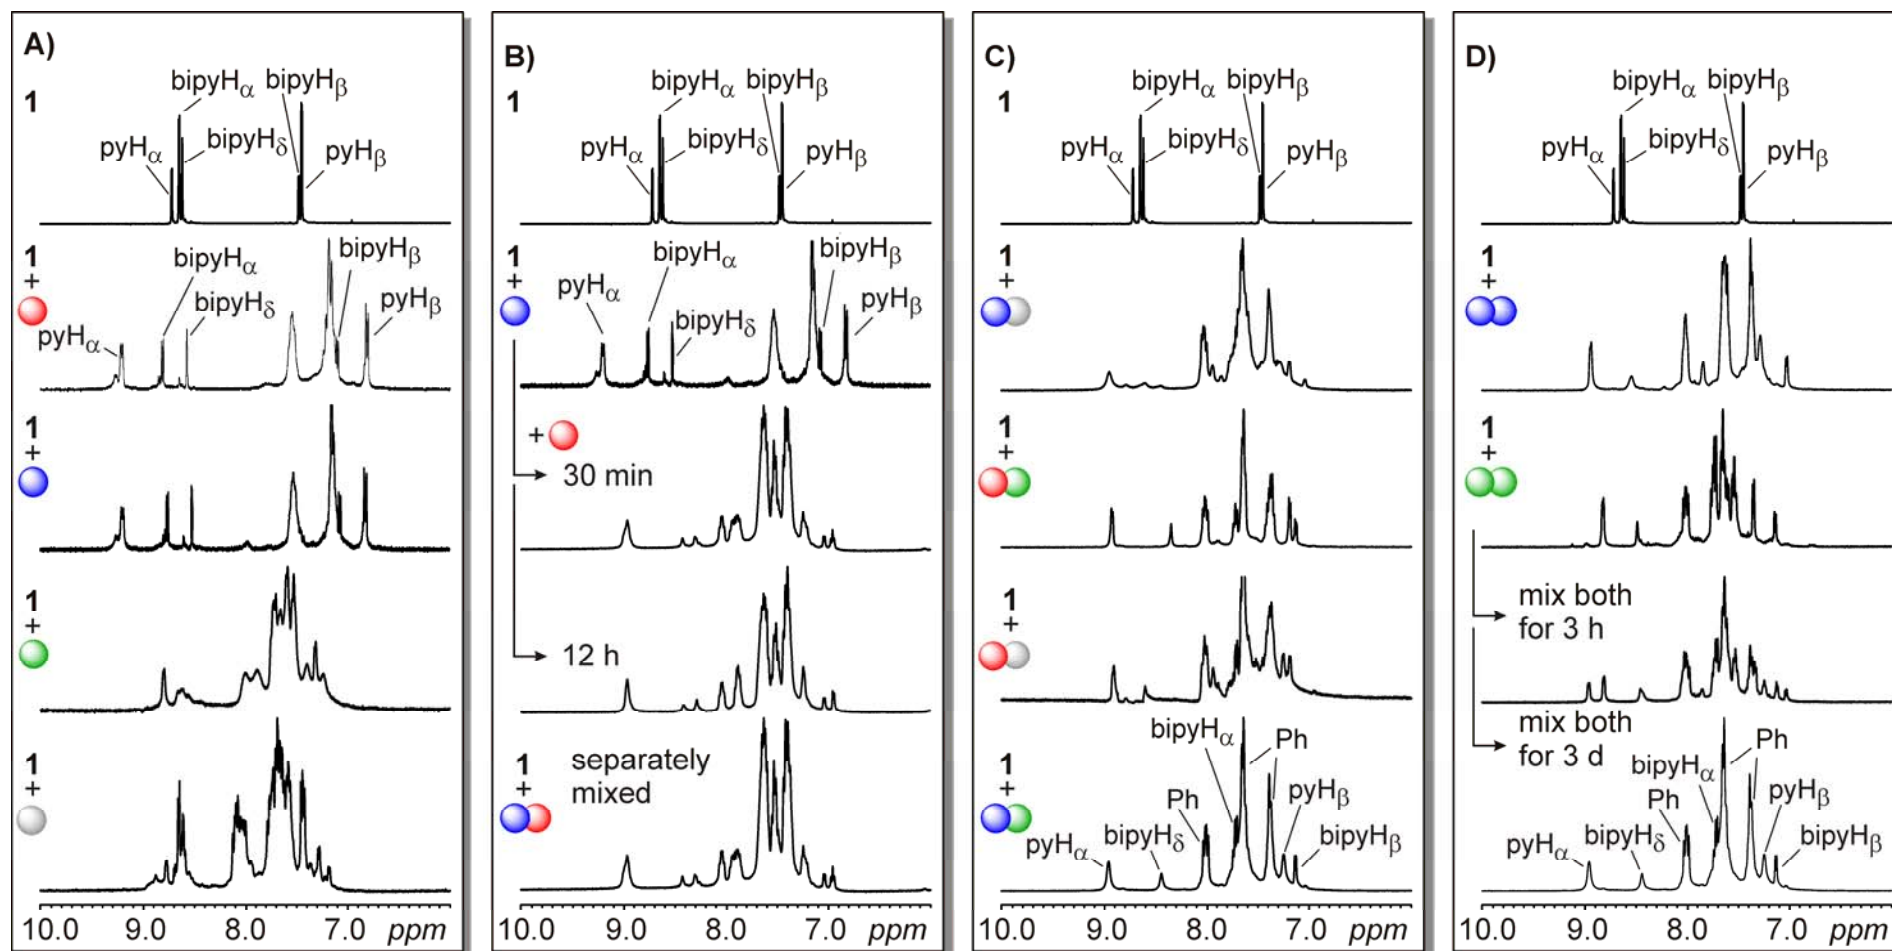 A)
1
bipyHα
bipyHβ
pyHα
bipyHδ
pyHβ
1
+
bipyHα
bipyHδ
bipyHβ
pyHα
pyHβ
1
+
1
+
1
+
10.0 9.0 8.0 7.0 ppm
B)
1
bipyHα
bipyHβ
pyHα
bipyHδ
pyHβ
1
+
pyHα
bipyHα
bipyHδ
bipyHβ
pyHβ
+
30 min
12 h
1
+
separately
mixed
10.0 9.0 8.0 7.0 ppm
C)
1
bipyHα
bipyHβ
pyHα
bipyHδ
pyHβ
1
+
1
+
1
+
1
+
bipyHα
Ph
Ph
pyHβ
pyHα
bipyHδ
bipyHβ
10.0 9.0 8.0 7.0 ppm
D)
1
bipyHα
bipyHβ
pyHα
bipyHδ
pyHβ
1
+
1
+
mix both
for 3 h
mix both
for 3 d
bipyHα
Ph
Ph
pyHβ
pyHα
bipyHδ
bipyHβ
10.0 9.0 8.0 7.0 ppm